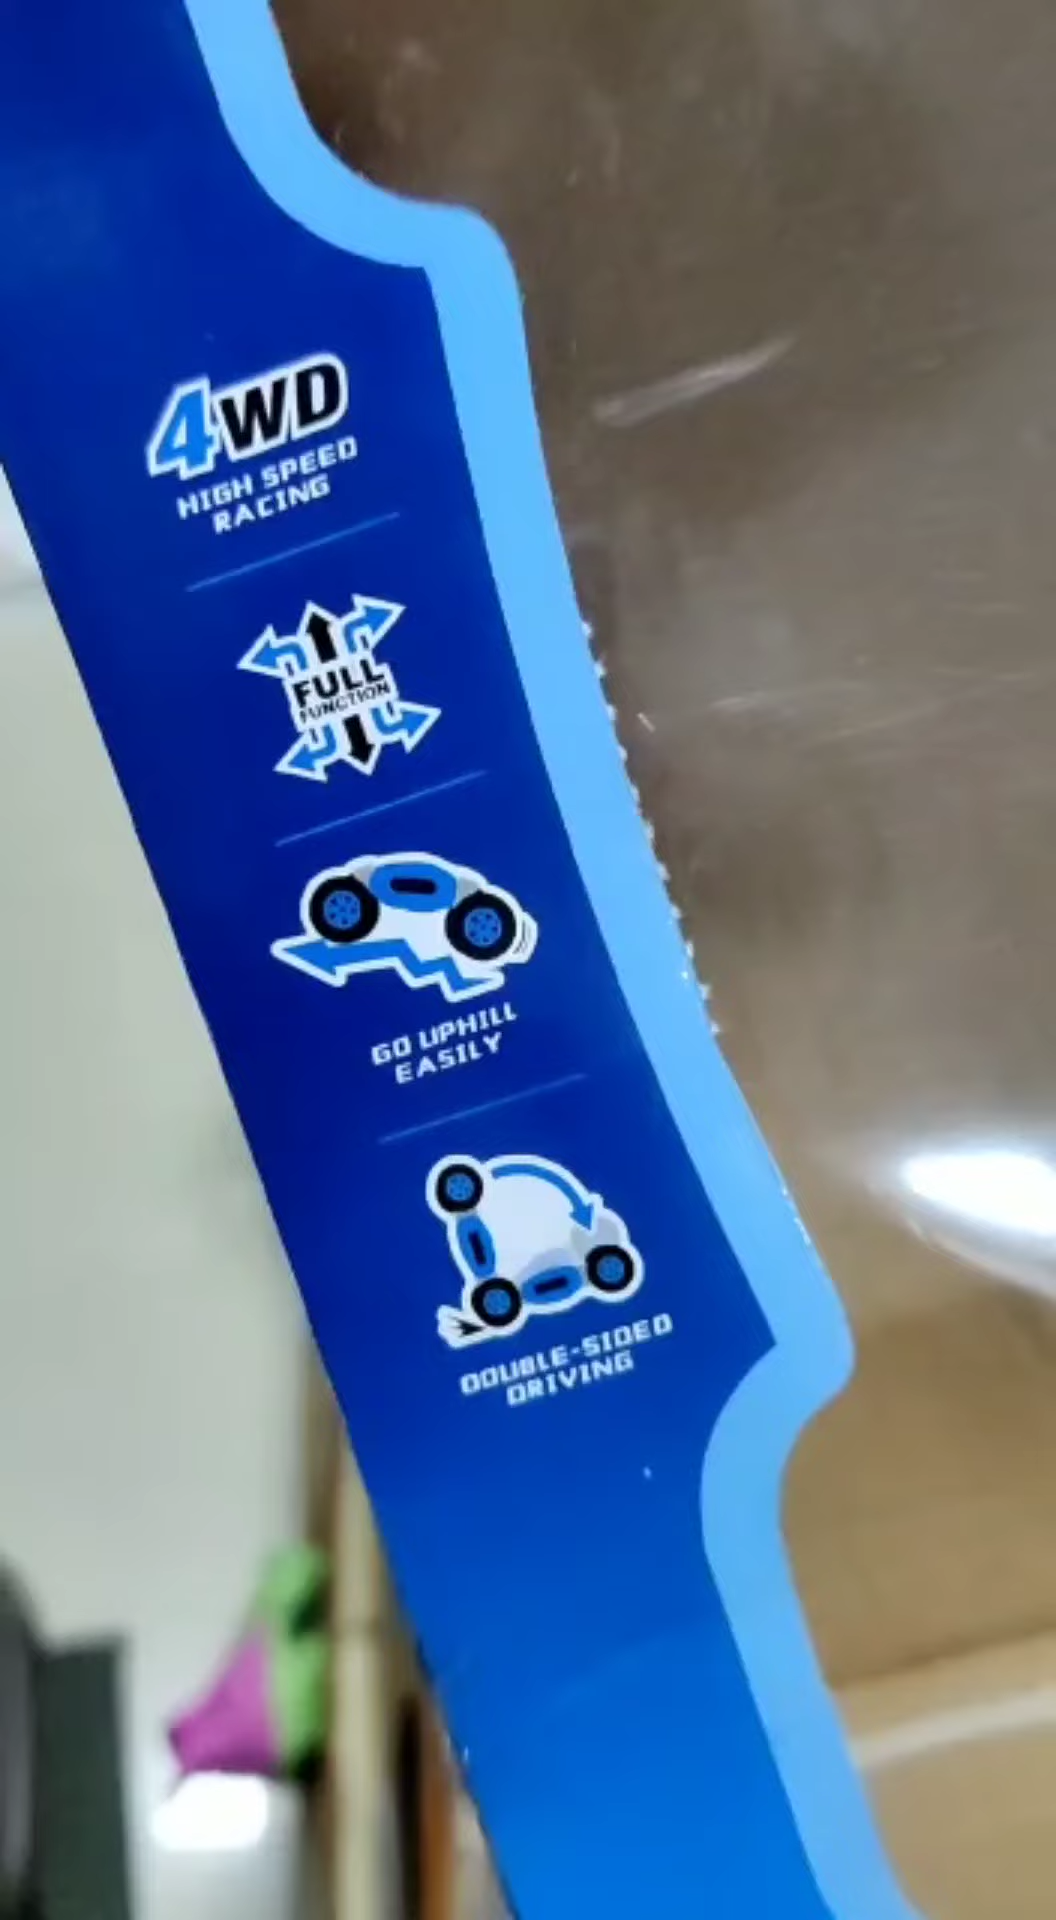 4WD
HIGH SPEED
RACING
FULL
FUNCTION
GO UPHILL
EASILY
DOUBLE-SIDED
DRIVING